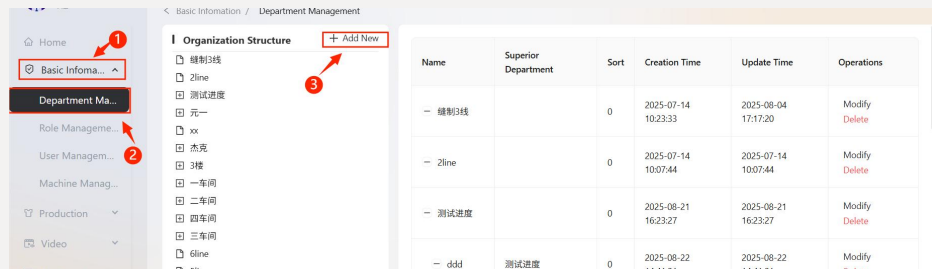 < Basic Infomation / Department Management
Home
Basic Infoma...
Department Ma...
Role Manageme...
User Managem...
Machine Manag...
Production
Video
1
2
3
Organization Structure
+ Add New
缝制3线
2line
测试进度
元一
xx
杰克
3楼
一车间
二车间
四车间
三车间
6line
Name Superior Department Sort Creation Time Update Time Operations
缝制3线 0 2025-07-14 10:23:33 2025-08-04 17:17:20 Modify Delete
2line 0 2025-07-14 10:07:44 2025-07-14 10:07:44 Modify Delete
测试进度 0 2025-08-21 16:23:27 2025-08-21 16:23:27 Modify Delete
ddd 测试进度 0 2025-08-22 2025-08-22 Modify